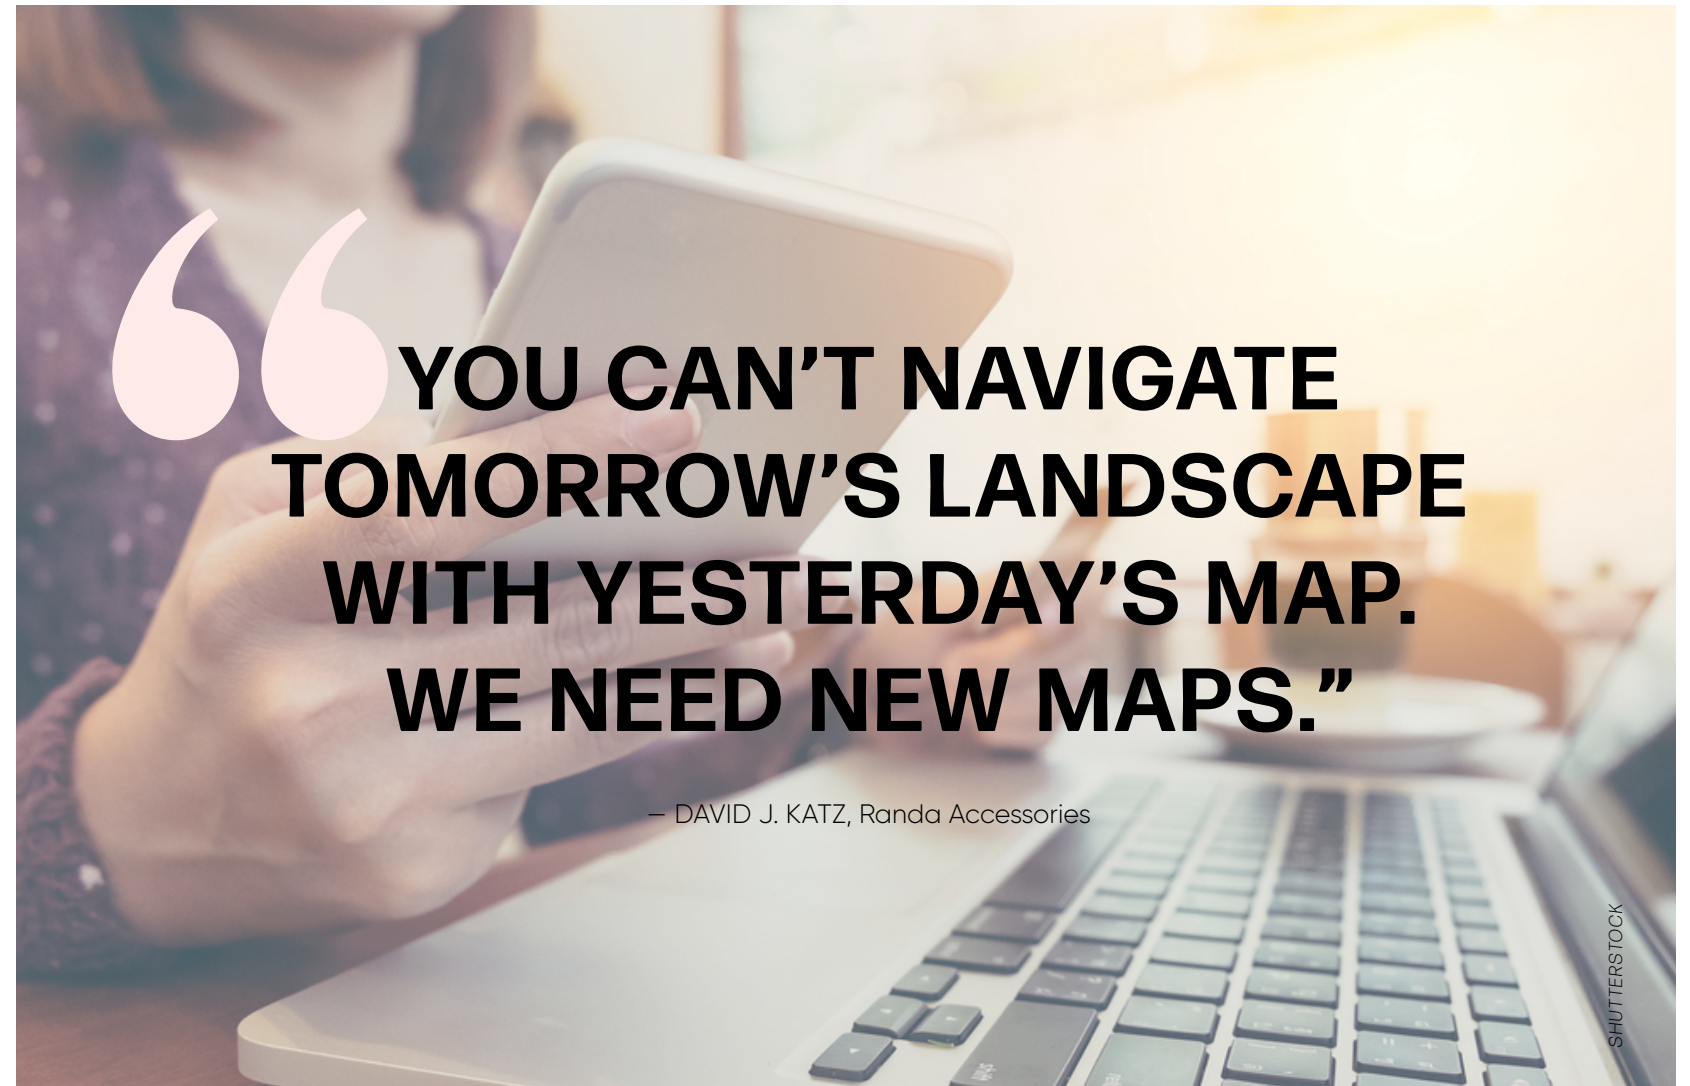 “YOU CAN’T NAVIGATE
TOMORROW’S LANDSCAPE
WITH YESTERDAY’S MAP.
WE NEED NEW MAPS.”
— DAVID J. KATZ, Randa Accessories
SHUTTERSTOCK